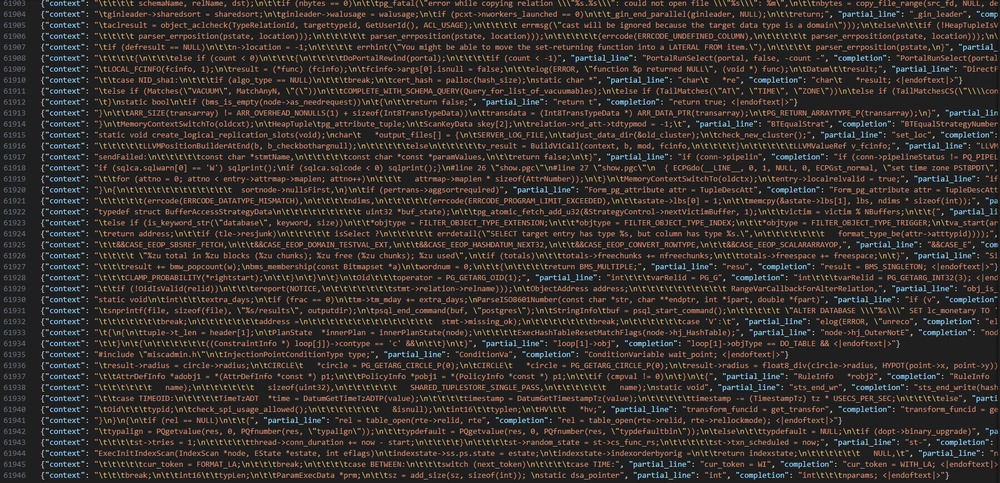 61903 {"context": "\t\t\t\t\t schemaName, relName, dst);\n\t\tif (nbytes == 0)\n\t\t\tpg_fatal(\"error while copying relation \\\"%s.%s\\\": could not open file \\\"%s\\\": %m\",\n\t\t\tnbytes = copy_file_range(src_fd, NULL, de
61904 {"context": "\tginleader->sharedsort = sharedsort;\n\tginleader->walusage = walusage;\n\tif (pcxt->nworkers_launched == 0)\n\t\t_gin_end_parallel(ginleader, NULL);\n\t\treturn;", "partial_line": "_gin_leader", "comp
61905 {"context": "\taclresult = object_aclcheck(TypeRelationId, targettypeid, GetUserId(), ACL_USAGE);\n\t\t\t\t errmsg(\"cast will be ignored because the target data type is a domain\")));\n\telse\n\t\tif (!HeapTupleIsV
61906 {"context": "\t\t\t\t\t\t parser_errposition(pstate, location)));\n\t\t\t\t\t\t parser_errposition(pstate, location)));\n\t\t\t\t\t(errcode(ERRCODE_UNDEFINED_COLUMN),\n\t\t\t\t\t\t parser_errposition(pstate, location)));\n\
61907 {"context": "\tif (defresult == NULL)\n\t\tn->location = -1;\n\t\t\t\t\t errhint(\"You might be able to move the set-returning function into a LATERAL FROM item.\"),\n\t\t\t\t\t parser_errposition(pstate,\n}", "partial_
61908 {"context": "\t\t\t\t\t{\n\t\t\telse if (count < 0)\n\t\t\t{\n\t\t\t\t\tDoPortalRewind(portal);\n\t\t\t\tif (count < -1)", "partial_line": "PortalRunSelect(portal, false, -count -", "completion": "PortalRunSelect(portal
61909 {"context": "\tLOCAL_FCINFO(fcinfo, 1);\n\tresult = (*func) (fcinfo);\n\tfcinfo->args[0].isnull = false;\n\t\telog(ERROR, \"function %p returned NULL\", (void *) func);\n\tDatum\t\tresult;", "partial_line": "DirectF
61910 {"context": "\t\tcase NID_sha1:\n\t\t\tif (algo_type == NULL)\n\t\t\tbreak;\n\tcert_hash = palloc(hash_size);\nstatic char *", "partial_line": "char\t   *re", "completion": "char\t   *result; <|endoftext|>"}
61911 {"context": "\telse if (Matches(\"VACUUM\", MatchAnyN, \"(\"))\n\t\tCOMPLETE_WITH_SCHEMA_QUERY(Query_for_list_of_vacuumables);\n\telse if (TailMatches(\"AT\", \"TIME\", \"ZONE\"))\n\telse if (TailMatchesCS(\"\\\\con
61912 {"context": "\t}\nstatic bool\n\tif (bms_is_empty(node->as_needrequest))\n\t{\n\t\treturn false;", "partial_line": "return t", "completion": "return true; <|endoftext|>"}
61913 {"context": "}\n\t\tARR_SIZE(transarray) != ARR_OVERHEAD_NONULLS(1) + sizeof(Int8TransTypeData))\n\ttransdata = (Int8TransTypeData *) ARR_DATA_PTR(transarray);\n\tPG_RETURN_ARRAYTYPE_P(transarray);\n}", "partial_lin
61914 {"context": "}\n\tMemoryContextSwitchTo(oldcxt);\n\tHeapTuple\tpg_attribute_tuple;\n\tScanKeyData skey[2];\n\trelation->rd_att->tdtypmod = -1;\t", "partial_line": "BTEqualStrat", "completion": "BTEqualStrategyNumber
61915 {"context": "static void create_logical_replication_slots(void);\nchar\t   *output_files[] = {\n\tSERVER_LOG_FILE,\n\tadjust_data_dir(&old_cluster);\n\tcheck_new_cluster();", "partial_line": "set_loc", "completion":
61916 {"context": "\t\t\t\t\t\tLLVMPositionBuilderAtEnd(b, b_checkbothargnull);\n\t\t\t\t\telse\n\t\t\t\t\tv_result = BuildV1Call(context, b, mod, fcinfo,\n\t\t\t\t}\n\t\t\t\t\tLLVMValueRef v_fcinfo;", "partial_line": "LLVM
61917 {"context": "sendFailed:\n\t\t\t\t\tconst char *stmtName,\n\t\t\t\t\tconst char *const *paramValues,\n\t\treturn false;\n\t}", "partial_line": "if (conn->pipelin", "completion": "if (conn->pipelineStatus != PQ_PIPEL
61918 {"context": "if (sqlca.sqlwarn[0] == 'W') sqlprint();\nif (sqlca.sqlcode < 0) sqlprint();}\n#line 26 \"show.pgc\"\n#line 27 \"show.pgc\"\n  { ECPGdo(__LINE__, 0, 1, NULL, 0, ECPGst_normal, \"set time zone PST8PDT\",
61919 {"context": "\t\tfor (attno = 0; attno < entry->attrmap->maplen; attno++)\n\t\t\t   attrmap->maplen * sizeof(AttrNumber));\n\t}\n\tMemoryContextSwitchTo(oldctx);\n\tentry->localrelvalid = true;", "partial_line": "if
61920 {"context": "}\n{\n\t\t\t\t\t\t\t\t\t\t\t  sortnode->nullsFirst,\n}\n\tif (pertrans->aggsortrequired)", "partial_line": "Form_pg_attribute attr = TupleDescAtt", "completion": "Form_pg_attribute attr = TupleDescAtt
61921 {"context": "\t\t\t\t\t(errcode(ERRCODE_DATATYPE_MISMATCH),\n\t\t\t\tndims,\n\t\t\t\t\t(errcode(ERRCODE_PROGRAM_LIMIT_EXCEEDED),\n\t\tastate->lbs[0] = 1;\n\t\tmemcpy(&astate->lbs[1], lbs, ndims * sizeof(int));", "pa
61922 {"context": "typedef struct BufferAccessStrategyData\n\t\t\t\t\t\t\t\t\t uint32 *buf_state);\n\t\tpg_atomic_fetch_add_u32(&StrategyControl->nextVictimBuffer, 1);\n\t\tvictim = victim % NBuffers;\n\t\t{", "partial_l
61923 {"context": "\telse if (is_keyword_str(\"database\", keyword, size))\n\t\t*objtype = FILTER_OBJECT_TYPE_EXTENSION;\n\t\t*objtype = FILTER_OBJECT_TYPE_INDEX;\n\t\t*objtype = FILTER_OBJECT_TYPE_TRIGGER;\n\tva_start(ar
61924 {"context": "\treturn address;\n\t\tif (tle->resjunk)\n\t\t\t\t\t isSelect ?\n\t\t\t\t\t errdetail(\"SELECT target entry has type %s, but column has type %s.\",\n\t\t\t\t\t\t\t   format_type_be(attr->atttypid))));",
61925 {"context": "\t\t&&CASE_EEOP_SBSREF_FETCH,\n\t\t&&CASE_EEOP_DOMAIN_TESTVAL_EXT,\n\t\t&&CASE_EEOP_HASHDATUM_NEXT32,\n\t\t&&CASE_EEOP_CONVERT_ROWTYPE,\n\t\t&&CASE_EEOP_SCALARARRAYOP,", "partial_line": "&&CASE_E", "com
61926 {"context": "\t\t\t\t \"%zu total in %zu blocks (%zu chunks); %zu free (%zu chunks); %zu used\",\n\tif (totals)\n\t\ttotals->freechunks += nfreechunks;\n\t\ttotals->freespace += freespace;\n\t}", "partial_line": "Si
61927 {"context": "\t\t\tresult += bmw_popcount(w);\nbms_membership(const Bitmapset *a)\n\twordnum = 0;\n\t\t{\n\t\t\t\treturn BMS_MULTIPLE;", "partial_line": "resu", "completion": "result = BMS_SINGLETON; <|endoftext|>"}
61928 {"context": "\t\t\tCLAMP_PROBABILITY(*rightstart);\n\t\t}\n\t}\n\t}\n\tOid\t\t\toperator = PG_GETARG_OID(1);", "partial_line": "int\t\t\tvarRelid = PG_G", "completion": "int\t\t\tvarRelid = PG_GETARG_INT32(3); <|end
61929 {"context": "\t\tif (!OidIsValid(relid))\n\t\t\tereport(NOTICE,\n\t\t\t\t\t\tstmt->relation->relname)));\n\tObjectAddress address;\n\t\t\t\t\t\t\t\t\t RangeVarCallbackForAlterRelation,", "partial_line": "obj_is_
61930 {"context": "static void\n\tint\t\t\textra_days;\n\tif (frac == 0)\n\ttm->tm_mday += extra_days;\nParseISO8601Number(const char *str, char **endptr, int *ipart, double *fpart)", "partial_line": "if (v", "completion"
61931 {"context": "\tsnprintf(file, sizeof(file), \"%s/results\", outputdir);\n\tpsql_end_command(buf, \"postgres\");\n\tStringInfo\tbuf = psql_start_command();\n\t\t\t\t\t \"ALTER DATABASE \\\"%s\\\" SET lc_monetary TO '
61932 {"context": "\t\t\t\t\t\tbreak;\n\t\t\t\t\taddress =\n\t\t\t\t\t\t\t\t\t\t\t  stmt->missing_ok);\n\t\t\t\t\t\tbreak;\n\t\t\t\tcase 'V':\t", "partial_line": "elog(ERROR, \"unreco", "completion": "el
61933 {"context": "\t{\n{\n\ttuple->t_len = header[1];\n\tPlanState  *innerPlan = innerPlanState(node);\n\t\t\tExecHashTableResetMatchFlags(node->hj_HashTable);", "partial_line": "node->hj_OuterNotE", "completion": "nod
61934 {"context": "\t\t}\n\t{\n\t\t\t\t\t((ConstraintInfo *) loop[j])->contype == 'c' &&\n\t\t}\n\t}", "partial_line": "loop[1]->obj", "completion": "loop[1]->objType == DO_TABLE && <|endoftext|>"}
61935 {"context": "#include \"miscadmin.h\"\n\tInjectionPointConditionType type;", "partial_line": "ConditionVa", "completion": "ConditionVariable wait_point; <|endoftext|>"}
61936 {"context": "\tresult->radius = circle->radius;\n\tCIRCLE\t   *circle = PG_GETARG_CIRCLE_P(0);\n\tCIRCLE\t   *circle = PG_GETARG_CIRCLE_P(0);\n\tresult->radius = float8_div(circle->radius, HYPOT(point->x, point->y))
61937 {"context": "\tAttrDefInfo *adobj1 = *(AttrDefInfo *const *) p1;\n\tPolicyInfo *pobj1 = *(PolicyInfo *const *) p1;\n\tif (cmpval != 0)\n\t}\n\t{", "partial_line": "RuleInfo   *robj2", "completion": "RuleInfo
61938 {"context": "\t\t\t\t\t\t   name);\n\t\t\t\t\t\t   sizeof(uint32),\n\t\t\t\t\t\t   SHARED_TUPLESTORE_SINGLE_PASS,\n\t\t\t\t\t\t   name);\nstatic void", "partial_line": "sts_end_wr", "completion": "sts_end_write(hash
61939 {"context": "\t\tcase TIMEOID:\n\t\t\t\tTimeTzADT  *time = DatumGetTimeTzADTP(value);\n\t\t\t\ttimestamp = DatumGetTimestampTz(value);\n\t\t\t\t\ttimestamp -= (TimestampTz) tz * USECS_PER_SEC;\n\t\t\t\telse", "parti
61940 {"context": "\tOid\t\t\ttypid;\n\tcheck_spi_usage_allowed();\n\t\t\t\t\t\t\t  &isnull);\n\tint16\t\ttyplen;\n\tHV\t\t   *hv;", "partial_line": "transform_funcid = get_transfor", "completion": "transform_funcid = ge
61941 {"context": "}\n}\n{\n\tif (rel == NULL)\n\t\t{", "partial_line": "rel = table_open(rte->relid, rte", "completion": "rel = table_open(rte->relid, rte->rellockmode); <|endoftext|>"}
61942 {"context": "\ttypalign = PQgetvalue(res, 0, PQfnumber(res, \"typalign\"));\n\t\ttypdefault = PQgetvalue(res, 0, PQfnumber(res, \"typdefaultbin\"));\n\telse\n\t\ttypdefault = NULL;\n\tif (dopt->binary_upgrade)", "pa
61943 {"context": "\t\t\t\t\tst->tries = 1;\n\t\t\t\t\tthread->conn_duration += now - start;\n\t\t\t\t}\n\t\t\t\tst->random_state = st->cs_func_rs;\n\t\t\t\t\tst->txn_scheduled = now;", "partial_line": "st-", "completion":
61944 {"context": "ExecInitIndexScan(IndexScan *node, EState *estate, int eflags)\n\tindexstate->ss.ps.state = estate;\n\tindexstate->indexorderbyorig =\n\t\treturn indexstate;\n\t\t\t\t\t\t   NULL,\t", "partial_line": "n
61945 {"context": "\t\t\t\t\tcur_token = FORMAT_LA;\n\t\t\tbreak;\n\t\t\t\tcase BETWEEN:\n\t\t\tswitch (next_token)\n\t\t\t\tcase TIME:", "partial_line": "cur_token = WI", "completion": "cur_token = WITH_LA; <|endoftext|>"}
61946 {"context": "\t\t\tbreak;\n\t\tint16\t\ttypLen;\n\t\tParamExecData *prm;\n\t\tsz = add_size(sz, sizeof(int)); \nstatic dsa_pointer", "partial_line": "int", "completion": "int\t\t\tnparams; <|endoftext|>"}